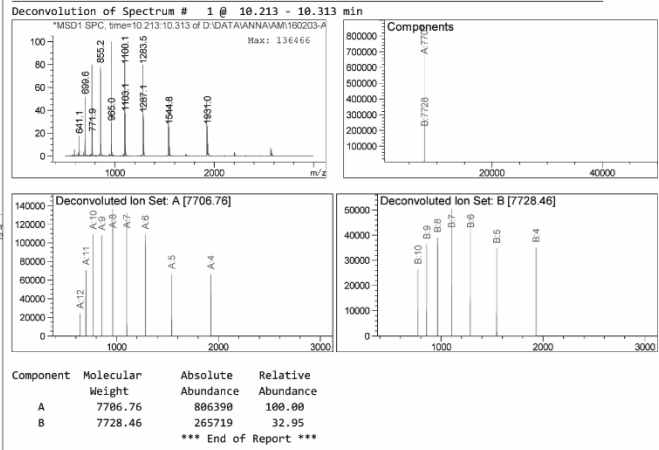 Deconvolution of Spectrum # 1 @ 10.213 - 10.313 min
*MSD1 SPC, time=10.213:10.313 of D:\DATA\ANNA\AM\160203-A
Max: 136466
100
80
60
40
20
0
641.1
699.6
771.9
855.2
965.0
1100.1
1103.1
1283.5
1287.1
1544.8
1931.0
1000
2000
m/z
Components
800000
700000
600000
500000
400000
300000
200000
100000
B:7728
20000
40000
Deconvoluted Ion Set: A [7706.76]
140000
120000
100000
80000
60000
40000
20000
0
A:12
A:11
A:10
A:9
A:8
A:7
A:6
A:5
A:4
1000
2000
3000
Deconvoluted Ion Set: B [7728.46]
50000
40000
30000
20000
10000
0
B:10
B:9
B:8
B:7
B:6
B:5
B:4
1000
2000
3000
Component Molecular Absolute Relative
Weight Abundance Abundance
A 7706.76 806390 100.00
B 7728.46 265719 32.95
*** End of Report ***